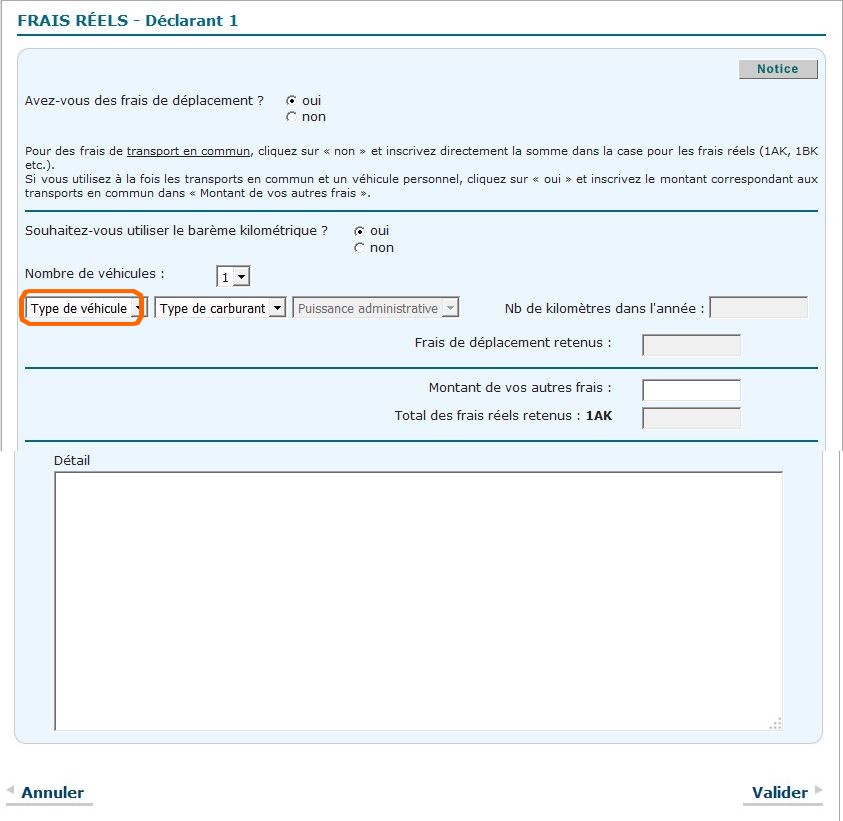 FRAIS RÉELS - Déclarant 1
Notice
Avez-vous des frais de déplacement ? oui
non
Pour des frais de transport en commun, cliquez sur « non » et inscrivez directement la somme dans la case pour les frais réels (1AK, 1BK
etc.).
Si vous utilisez à la fois les transports en commun et un véhicule personnel, cliquez sur « oui » et inscrivez le montant correspondant aux
transports en commun dans « Montant de vos autres frais ».
Souhaitez-vous utiliser le barème kilométrique ? oui
non
Nombre de véhicules : 1
Type de véhicule Type de carburant Puissance administrative Nb de kilomètres dans l'année :
Frais de déplacement retenus :
Montant de vos autres frais :
Total des frais réels retenus : 1AK
Détail
Annuler Valider